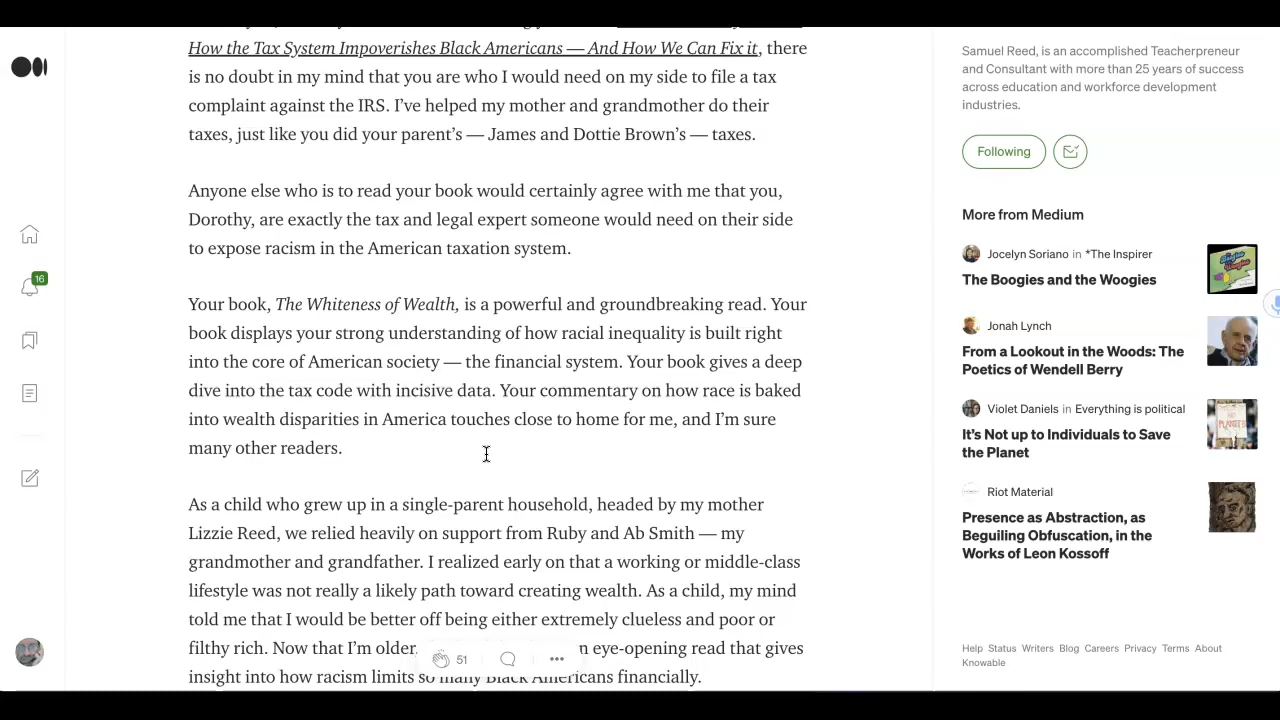 How the Tax System Impoverishes Black Americans — And How We Can Fix it, there
is no doubt in my mind that you are who I would need on my side to file a tax
complaint against the IRS. I’ve helped my mother and grandmother do their
taxes, just like you did your parent’s — James and Dottie Brown’s — taxes.
Anyone else who is to read your book would certainly agree with me that you,
Dorothy, are exactly the tax and legal expert someone would need on their side
to expose racism in the American taxation system.
Your book, The Whiteness of Wealth, is a powerful and groundbreaking read. Your
book displays your strong understanding of how racial inequality is built right
into the core of American society — the financial system. Your book gives a deep
dive into the tax code with incisive data. Your commentary on how race is baked
into wealth disparities in America touches close to home for me, and I’m sure
many other readers.
As a child who grew up in a single-parent household, headed by my mother
Lizzie Reed, we relied heavily on support from Ruby and Ab Smith — my
grandmother and grandfather. I realized early on that a working or middle-class
lifestyle was not really a likely path toward creating wealth. As a child, my mind
told me that I would be better off being either extremely clueless and poor or
filthy rich. Now that I’m older, eye-opening read that gives
insight into how racism limits so many Black Americans financially.
51
16
Samuel Reed, is an accomplished Teacherpreneur
and Consultant with more than 25 years of success
across education and workforce development
industries.
Following
More from Medium
Jocelyn Soriano in *The Inspirer
The Boogies and the Woogies
Jonah Lynch
From a Lookout in the Woods: The
Poetics of Wendell Berry
Violet Daniels in Everything is political
It’s Not up to Individuals to Save
the Planet
Riot Material
Presence as Abstraction, as
Beguiling Obfuscation, in the
Works of Leon Kossoff
Help Status Writers Blog Careers Privacy Terms About
Knowable